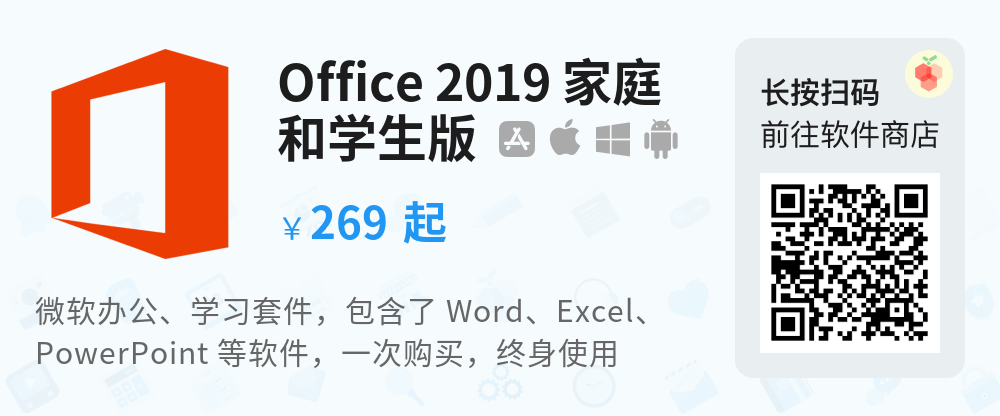 Office 2019 家庭
和学生版
¥ 269 起
微软办公、学习套件，包含了 Word、Excel、
PowerPoint 等软件，一次购买，终身使用
长按扫码
前往软件商店